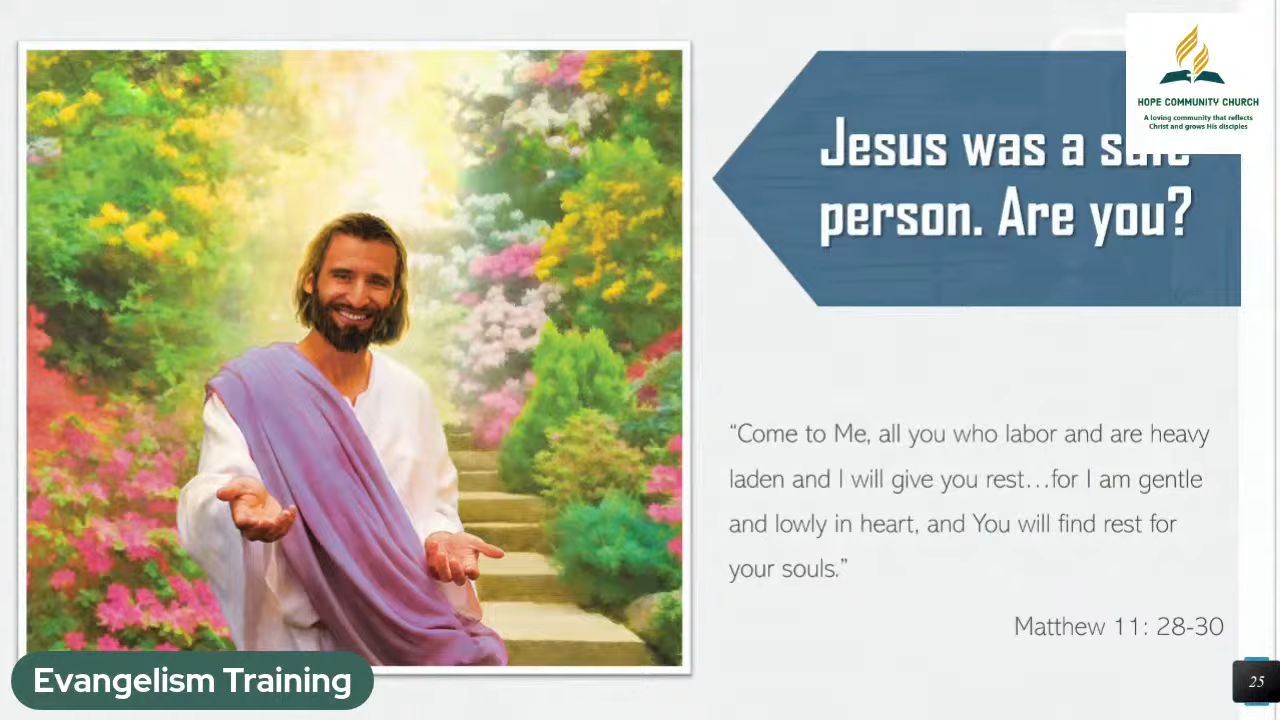 HOPE COMMUNITY CHURCH
A loving community that reflects
Christ and grows His disciples
Jesus was a safe
person. Are you?
“Come to Me, all you who labor and are heavy
laden and I will give you rest…for I am gentle
and lowly in heart, and You will find rest for
your souls.”
Matthew 11: 28-30
Evangelism Training
25